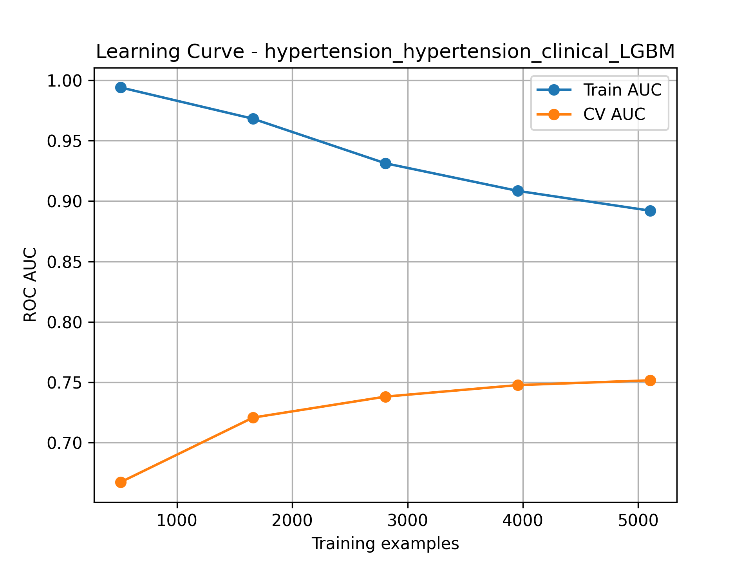 Learning Curve - hypertension_hypertension_clinical_LGBM
Train AUC
CV AUC
ROC AUC
1.00
0.95
0.90
0.85
0.80
0.75
0.70
1000 2000 3000 4000 5000
Training examples